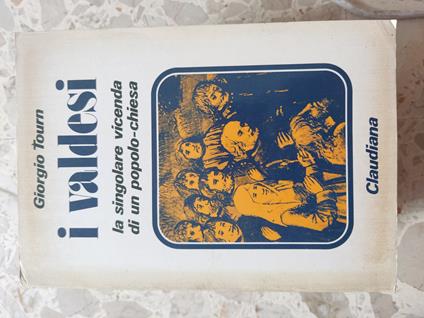 Giorgio Tourn
i valdesi
la singolare vicenda
di un popolo-chiesa
Claudiana